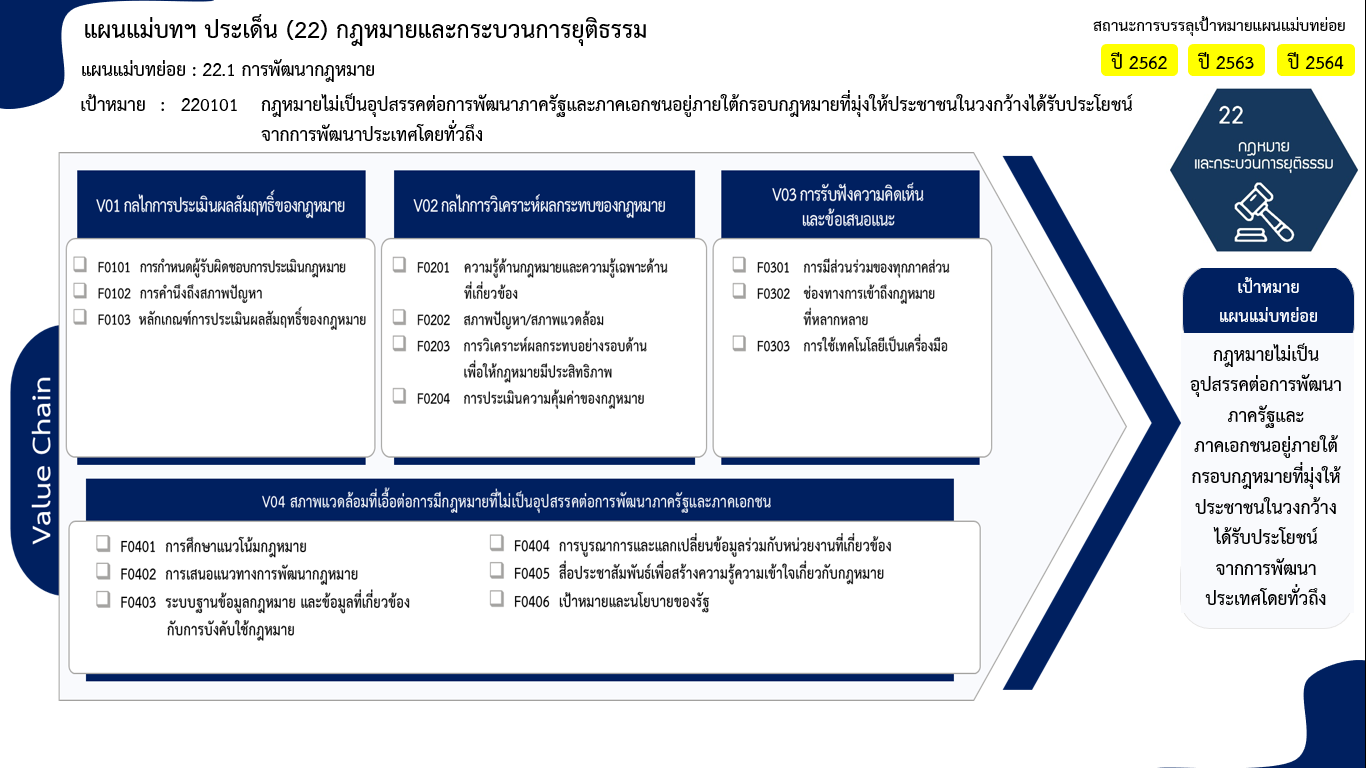 แผนแม่บทฯ ประเด็น (22) กฎหมายและกระบวนการยุติธรรม
สถานะการบรรลุเป้าหมายแผนแม่บทย่อย
ปี 2562 ปี 2563 ปี 2564
แผนแม่บทย่อย : 22.1 การพัฒนากฎหมาย
เป้าหมาย : 220101 กฎหมายไม่เป็นอุปสรรคต่อการพัฒนาภาครัฐและภาคเอกชนอยู่ภายใต้กรอบกฎหมายที่มุ่งให้ประชาชนในวงกว้างได้รับประโยชน์
จากการพัฒนาประเทศโดยทั่วถึง
22
กฎหมาย
และกระบวนการยุติธรรม
Value Chain
V01 กลไกการประเมินผลสัมฤทธิ์ของกฎหมาย
F0101 การกำหนดผู้รับผิดชอบการประเมินกฎหมาย
F0102 การคำนึงถึงสภาพปัญหา
F0103 หลักเกณฑ์การประเมินผลสัมฤทธิ์ของกฎหมาย
V02 กลไกการวิเคราะห์ผลกระทบของกฎหมาย
F0201 ความรู้ด้านกฎหมายและความรู้เฉพาะด้าน
ที่เกี่ยวข้อง
F0202 สภาพปัญหา/สภาพแวดล้อม
F0203 การวิเคราะห์ผลกระทบอย่างรอบด้าน
เพื่อให้กฎหมายมีประสิทธิภาพ
F0204 การประเมินความคุ้มค่าของกฎหมาย
V03 การรับฟังความคิดเห็น
และข้อเสนอแนะ
F0301 การมีส่วนร่วมของทุกภาคส่วน
F0302 ช่องทางการเข้าถึงกฎหมาย
ที่หลากหลาย
F0303 การใช้เทคโนโลยีเป็นเครื่องมือ
V04 สภาพแวดล้อมที่เอื้อต่อการมีกฎหมายที่ไม่เป็นอุปสรรคต่อการพัฒนาภาครัฐและภาคเอกชน
F0401 การศึกษาแนวโน้มกฎหมาย
F0402 การเสนอแนวทางการพัฒนากฎหมาย
F0403 ระบบฐานข้อมูลกฎหมาย และข้อมูลที่เกี่ยวข้อง
กับการบังคับใช้กฎหมาย
F0404 การบูรณาการและแลกเปลี่ยนข้อมูลร่วมกับหน่วยงานที่เกี่ยวข้อง
F0405 สื่อประชาสัมพันธ์เพื่อสร้างความรู้ความเข้าใจเกี่ยวกับกฎหมาย
F0406 เป้าหมายและนโยบายของรัฐ
เป้าหมาย
แผนแม่บทย่อย
กฎหมายไม่เป็น
อุปสรรคต่อการพัฒนา
ภาครัฐและ
ภาคเอกชนอยู่ภายใต้
กรอบกฎหมายที่มุ่งให้
ประชาชนในวงกว้าง
ได้รับประโยชน์
จากการพัฒนา
ประเทศโดยทั่วถึง